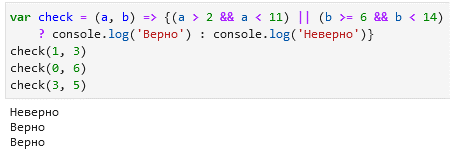 var check = (a, b) => {(a > 2 && a < 11) || (b >= 6 && b < 14)
    ? console.log('Верно') : console.log('Неверно')}
check(1, 3)
check(0, 6)
check(3, 5)
Неверно
Верно
Верно